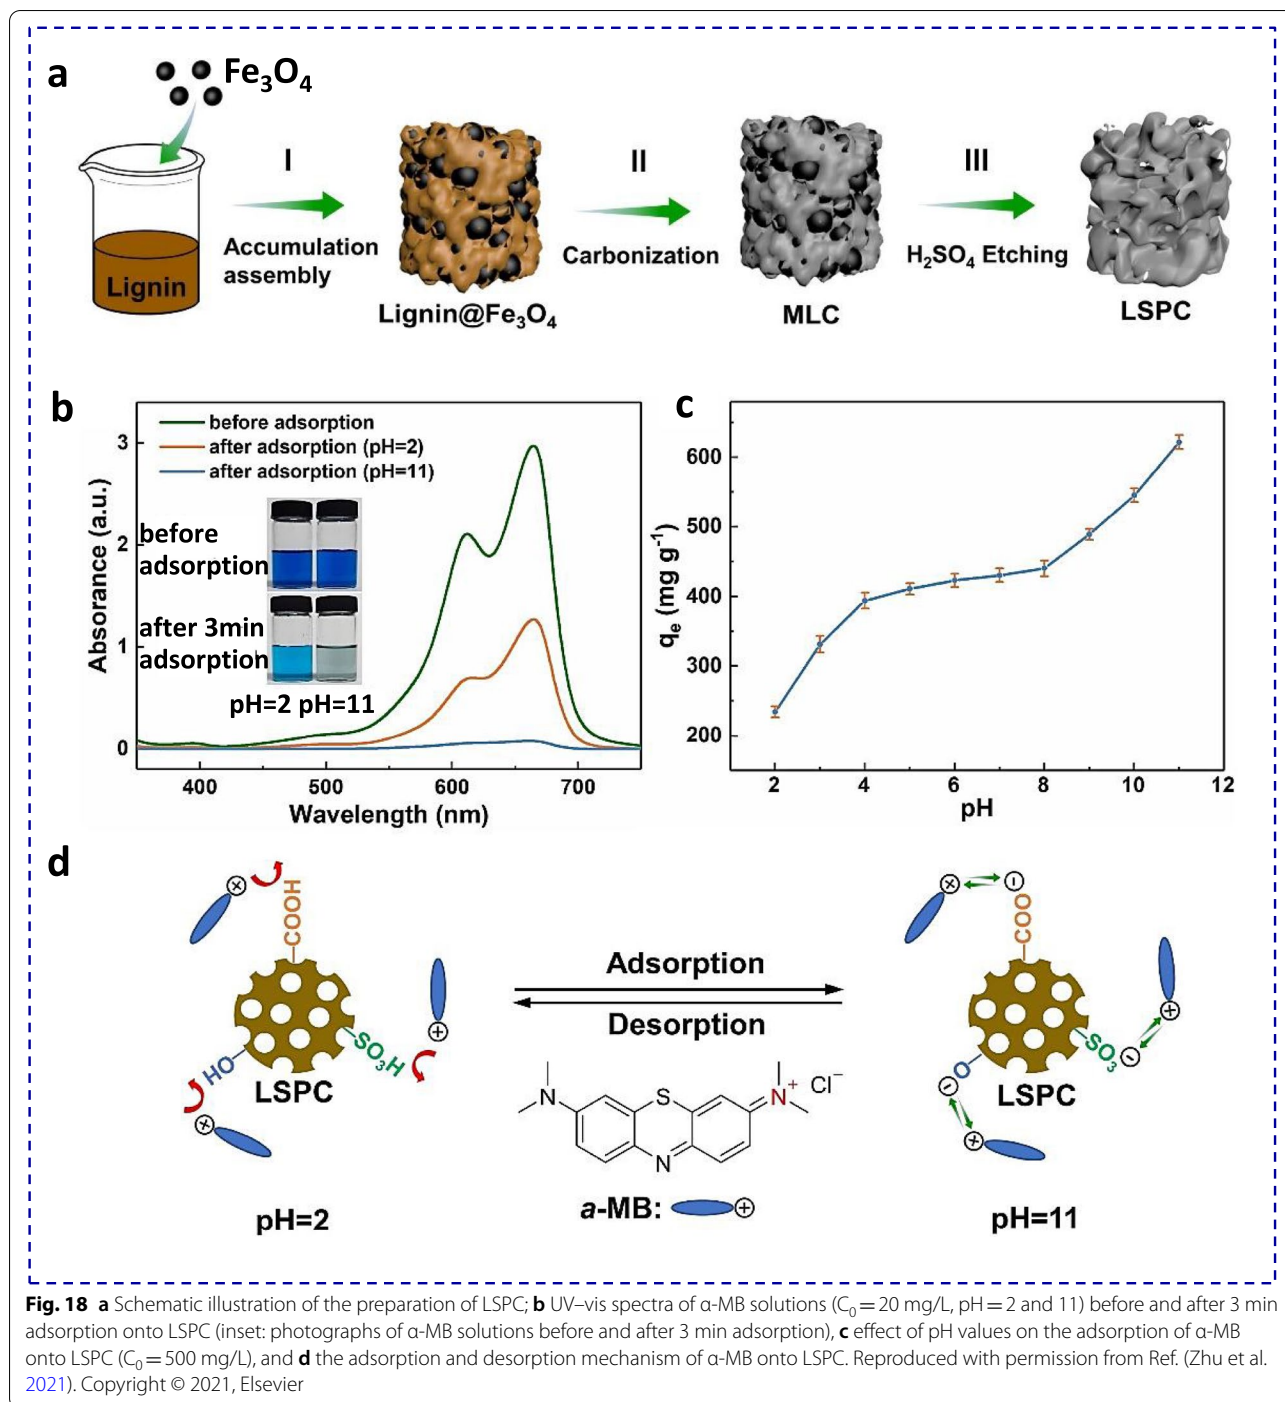 a
Fe₃O₄
Lignin
I
Accumulation
assembly
Lignin@Fe₃O₄
II
Carbonization
MLC
III
H₂SO₄ Etching
LSPC
b
before adsorption
after adsorption (pH=2)
after adsorption (pH=11)
before
adsorption
after 3min
adsorption
pH=2 pH=11
Absorance (a.u.)
3
2
1
0
400 500 600 700
Wavelength (nm)
c
qₑ (mg g⁻¹)
600
500
400
300
200
2 4 6 8 10 12
pH
d
COOH
SO₃H
HO
LSPC
pH=2
Adsorption
Desorption
N
S
N
N⁺
Cl⁻
a-MB:
COO
SO₃
O
LSPC
pH=11
Fig. 18 a Schematic illustration of the preparation of LSPC; b UV–vis spectra of α-MB solutions (C₀ = 20 mg/L, pH = 2 and 11) before and after 3 min
adsorption onto LSPC (inset: photographs of α-MB solutions before and after 3 min adsorption), c effect of pH values on the adsorption of α-MB
onto LSPC (C₀ = 500 mg/L), and d the adsorption and desorption mechanism of α-MB onto LSPC. Reproduced with permission from Ref. (Zhu et al.
2021). Copyright © 2021, Elsevier